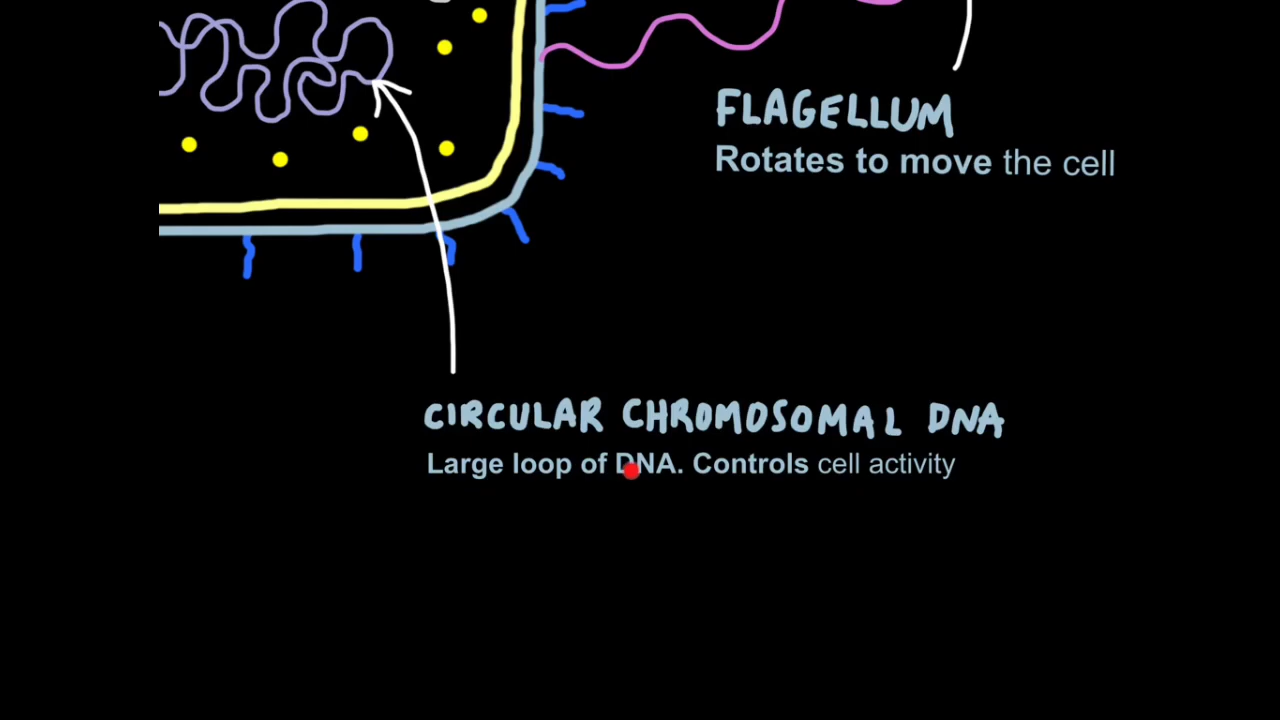 FLAGELLUM
Rotates to move the cell
CIRCULAR CHROMOSOMAL DNA
Large loop of DNA. Controls cell activity